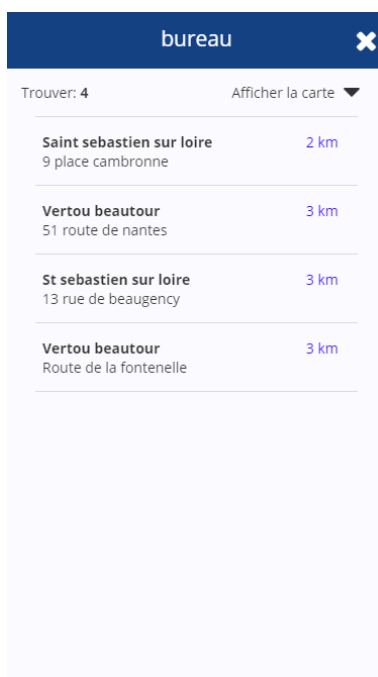 bureau
Trouver: 4 Afficher la carte
Saint sebastien sur loire 2 km
9 place cambronne
Vertou beautour 3 km
51 route de nantes
St sebastien sur loire 3 km
13 rue de beaugency
Vertou beautour 3 km
Route de la fontenelle